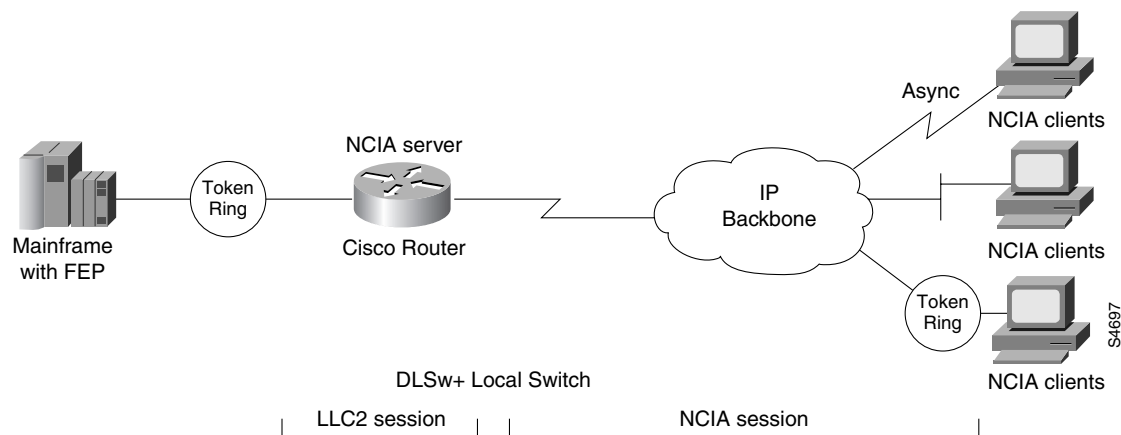 Async
NCIA clients
NCIA server
Token
Ring
IP
Backbone
Mainframe
with FEP
Cisco Router
NCIA clients
Token
Ring
S4697
NCIA clients
DLSw+ Local Switch
LLC2 session
NCIA session